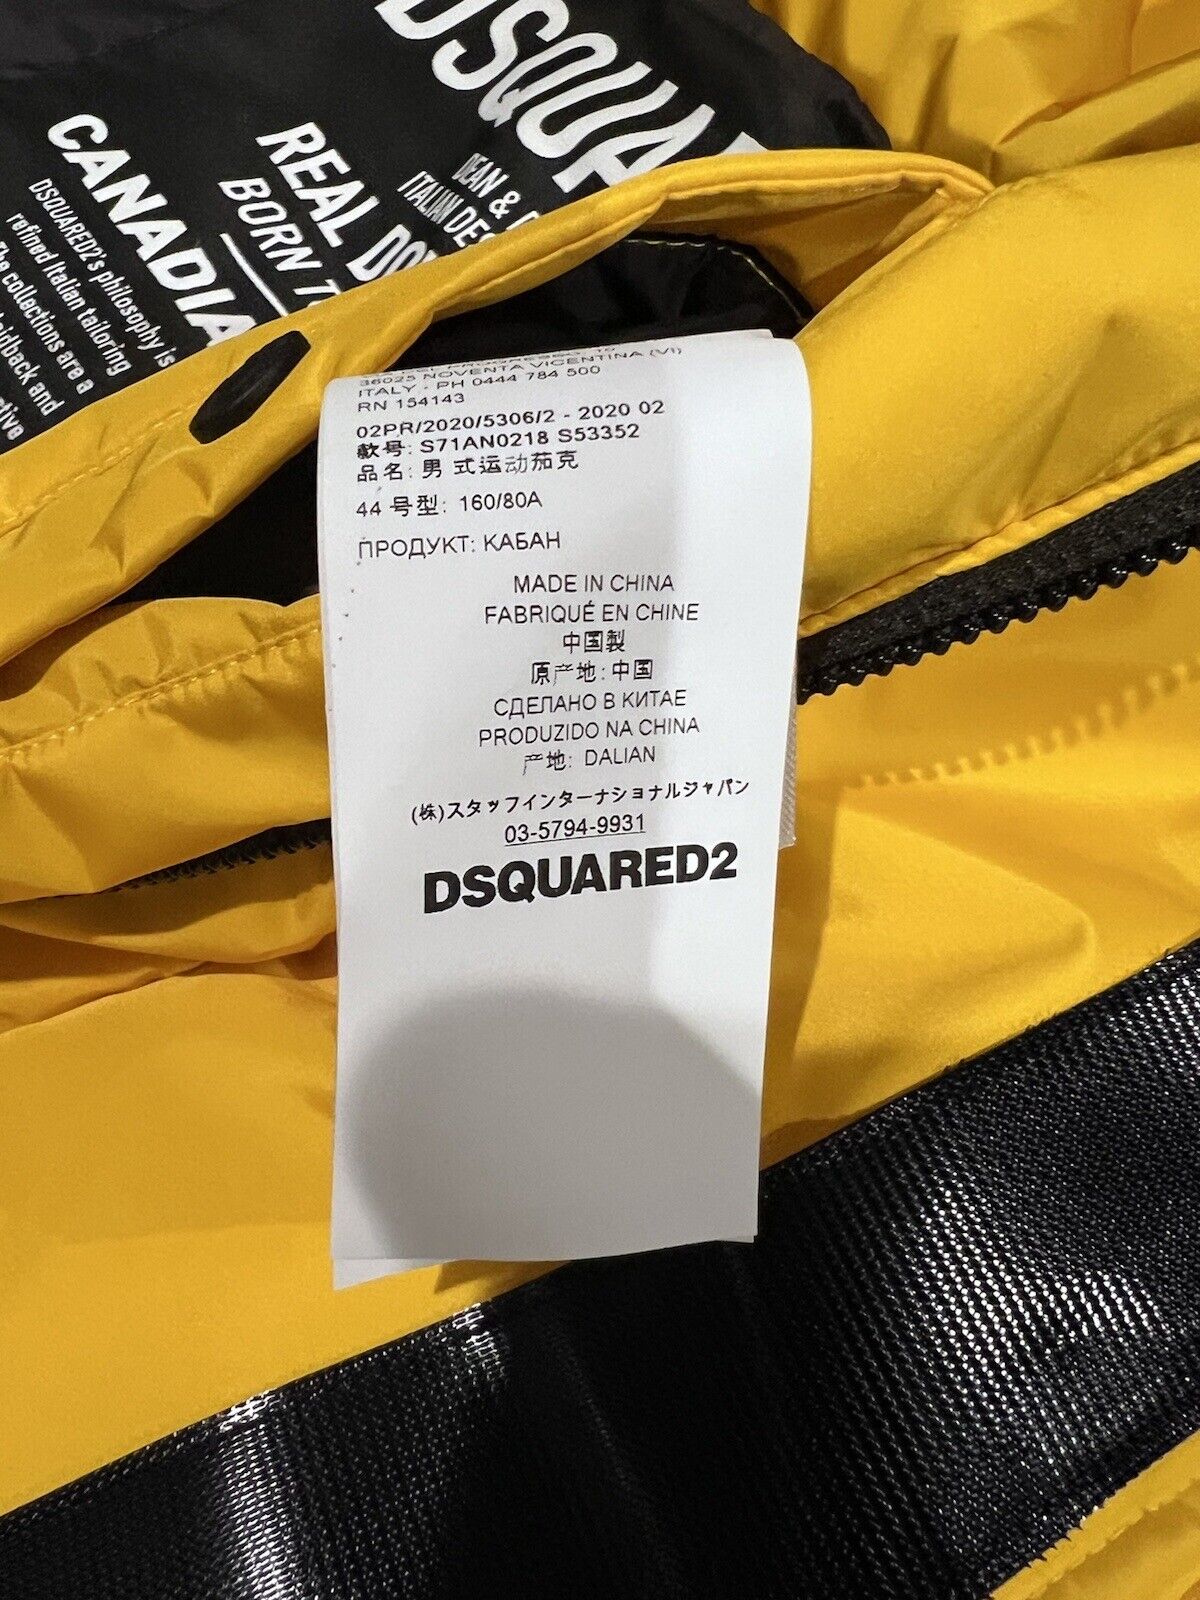 DSQUA
DEAN &
ITALIAN DES
REAL DO
BORN T
CANADIA
DSQUARED2's philosophy is
refined Italian tailoring
The collections are a
laidback and
36025 NOVENTA VICENTINA (VI)
ITALY - PH 0444 784 500
RN 154143
02PR/2020/5306/2 - 2020 02
款号: S71AN0218 S53352
品名: 男 式运动茄克
44 号型: 160/80A
ПРОДУКТ: КАБАН
MADE IN CHINA
FABRIQUÉ EN CHINE
中国製
原产地: 中国
СДЕЛАНО В КИТАЕ
PRODUZIDO NA CHINA
产地: DALIAN
(株)スタッフインターナショナルジャパン
03-5794-9931
DSQUARED2